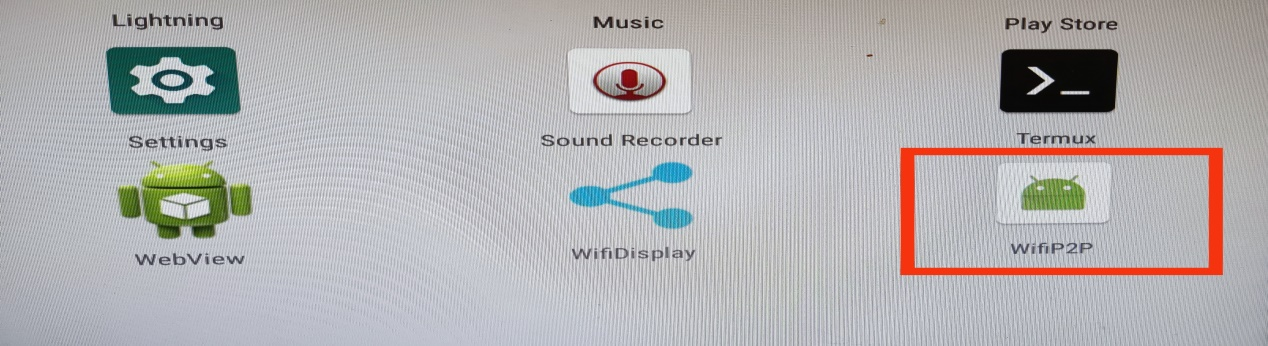 Lightning
Music
Play Store
Settings
Sound Recorder
Termux
WebView
WifiDisplay
WifiP2P